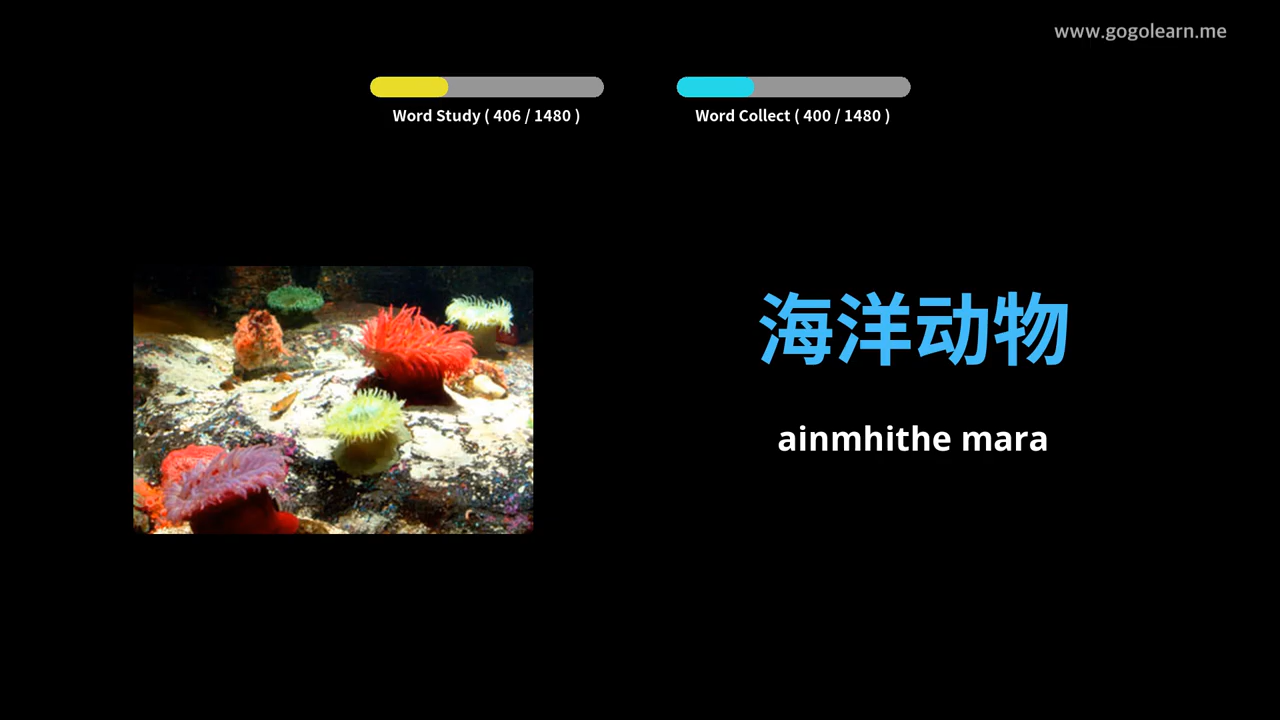 www.gogolearn.me
Word Study ( 406 / 1480 )
Word Collect ( 400 / 1480 )
海洋动物
ainmhithe mara